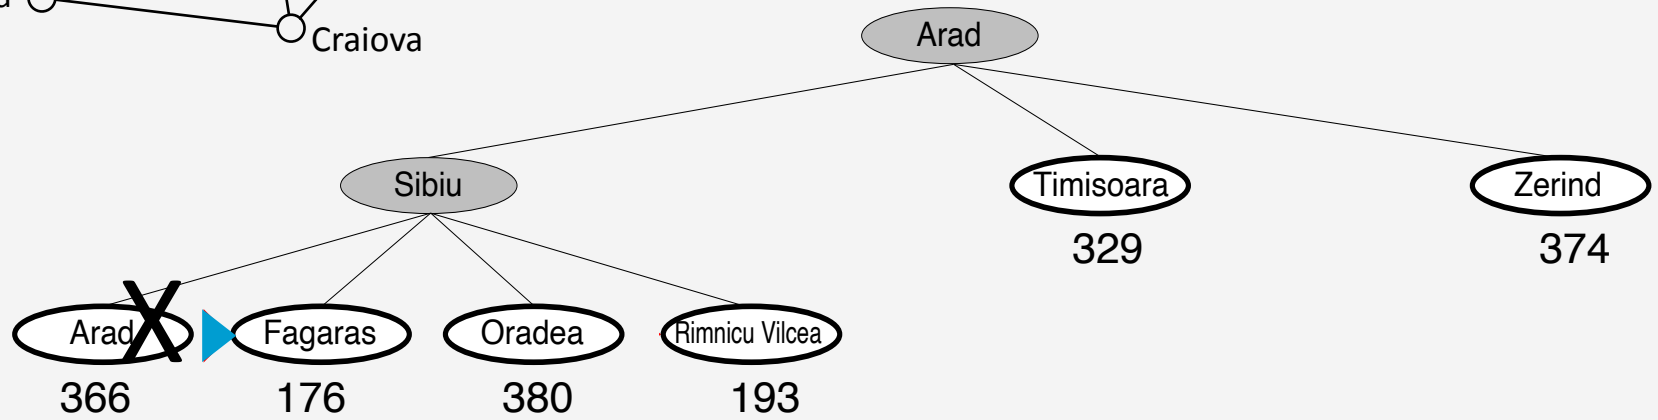 Craiova
Arad
Sibiu
Timisoara
Zerind
329
374
X
Arad
Fagaras
Oradea
Rimnicu Vilcea
366
176
380
193